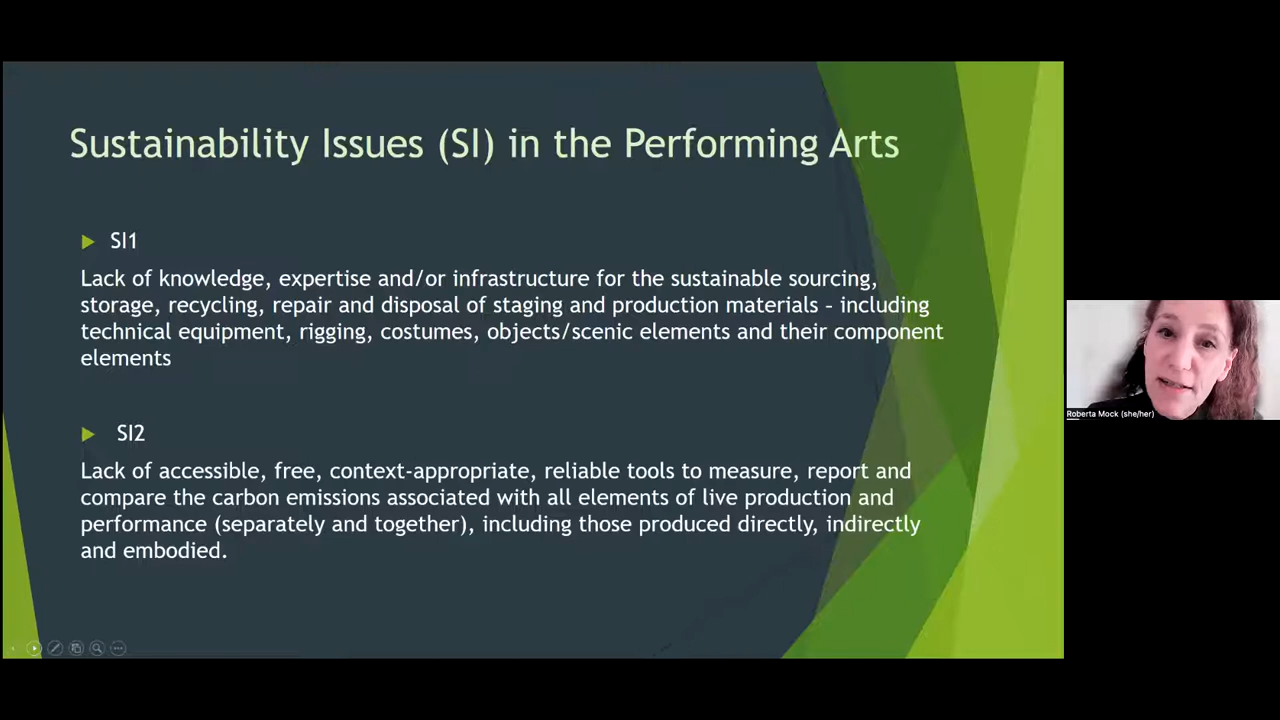 Sustainability Issues (SI) in the Performing Arts
SI1
Lack of knowledge, expertise and/or infrastructure for the sustainable sourcing,
storage, recycling, repair and disposal of staging and production materials – including
technical equipment, rigging, costumes, objects/scenic elements and their component
elements
SI2
Lack of accessible, free, context-appropriate, reliable tools to measure, report and
compare the carbon emissions associated with all elements of live production and
performance (separately and together), including those produced directly, indirectly
and embodied.
Roberta Mock (she/her)